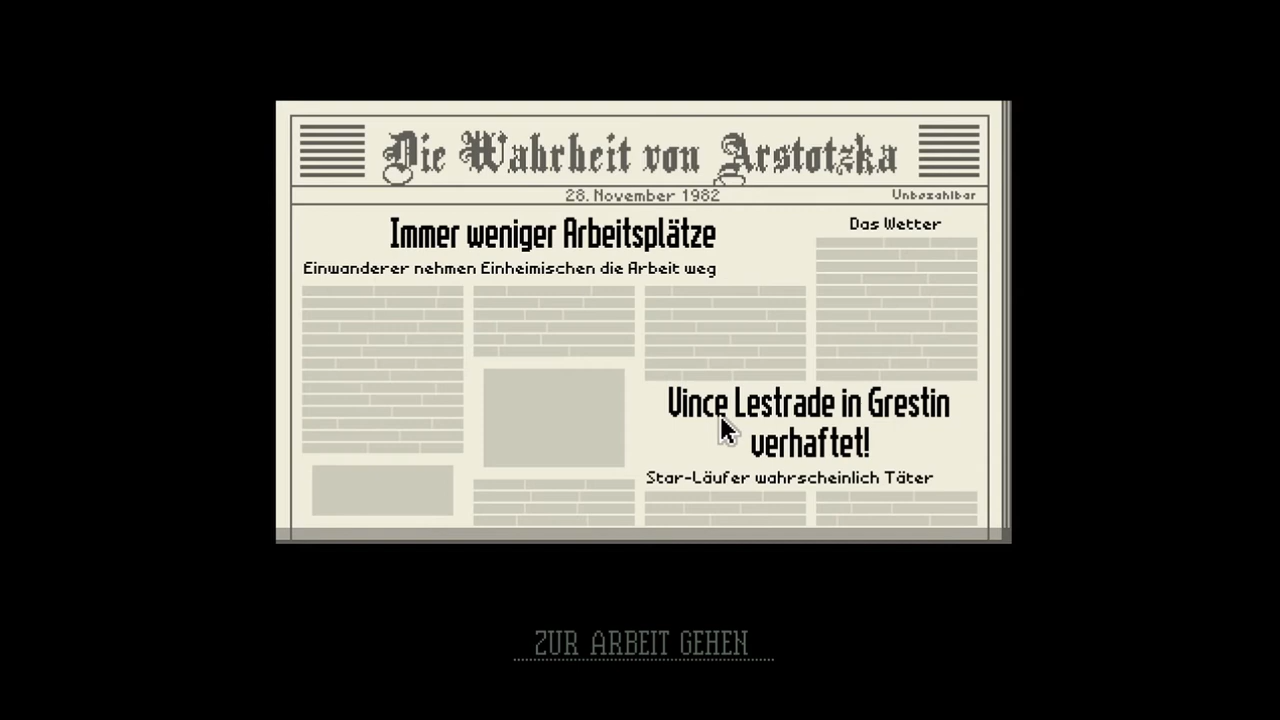 Die Wahrheit von Arstotzka
28. November 1982
Unbezahlbar
Immer weniger Arbeitsplätze
Einwanderer nehmen Einheimischen die Arbeit weg
Das Wetter
Vince Lestrade in Grestin
verhaftet!
Star-Läufer wahrscheinlich Täter
ZUR ARBEIT GEHEN